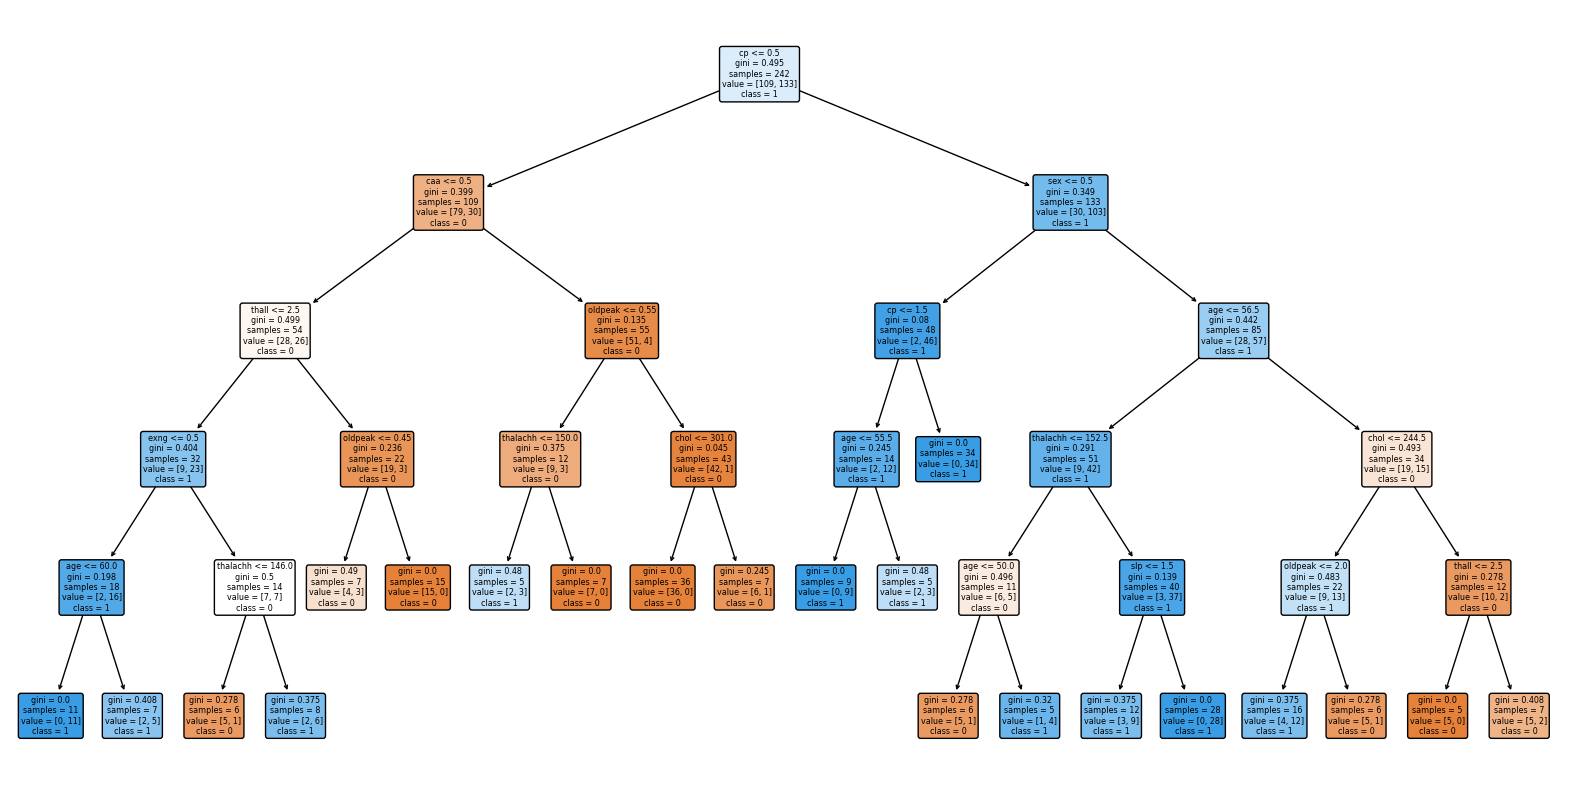 cp <= 0.5
gini = 0.495
samples = 242
value = [109, 133]
class = 1
caa <= 0.5
gini = 0.399
samples = 109
value = [79, 30]
class = 0
sex <= 0.5
gini = 0.349
samples = 133
value = [30, 103]
class = 1
thall <= 2.5
gini = 0.499
samples = 54
value = [28, 26]
class = 0
oldpeak <= 0.55
gini = 0.135
samples = 55
value = [51, 4]
class = 0
cp <= 1.5
gini = 0.08
samples = 48
value = [2, 46]
class = 1
age <= 56.5
gini = 0.442
samples = 85
value = [28, 57]
class = 1
exng <= 0.5
gini = 0.404
samples = 32
value = [9, 23]
class = 1
oldpeak <= 0.45
gini = 0.236
samples = 22
value = [19, 3]
class = 0
thalachh <= 150.0
gini = 0.375
samples = 12
value = [9, 3]
class = 0
chol <= 301.0
gini = 0.045
samples = 43
value = [42, 1]
class = 0
age <= 55.5
gini = 0.245
samples = 14
value = [2, 12]
class = 1
gini = 0.0
samples = 34
value = [0, 34]
class = 1
thalachh <= 152.5
gini = 0.291
samples = 51
value = [9, 42]
class = 1
chol <= 244.5
gini = 0.493
samples = 34
value = [19, 15]
class = 0
age <= 60.0
gini = 0.198
samples = 18
value = [2, 16]
class = 1
thalachh <= 146.0
gini = 0.5
samples = 14
value = [7, 7]
class = 0
gini = 0.49
samples = 7
value = [4, 3]
class = 0
gini = 0.0
samples = 15
value = [15, 0]
class = 0
gini = 0.48
samples = 5
value = [2, 3]
class = 1
gini = 0.0
samples = 7
value = [7, 0]
class = 0
gini = 0.0
samples = 36
value = [36, 0]
class = 0
gini = 0.245
samples = 7
value = [6, 1]
class = 0
gini = 0.0
samples = 9
value = [0, 9]
class = 1
gini = 0.48
samples = 5
value = [2, 3]
class = 1
age <= 50.0
gini = 0.496
samples = 11
value = [6, 5]
class = 0
slp <= 1.5
gini = 0.139
samples = 40
value = [3, 37]
class = 1
oldpeak <= 2.0
gini = 0.483
samples = 22
value = [9, 13]
class = 1
thall <= 2.5
gini = 0.278
samples = 12
value = [10, 2]
class = 0
gini = 0.0
samples = 11
value = [0, 11]
class = 1
gini = 0.408
samples = 7
value = [2, 5]
class = 1
gini = 0.278
samples = 6
value = [5, 1]
class = 0
gini = 0.375
samples = 8
value = [2, 6]
class = 1
gini = 0.278
samples = 6
value = [5, 1]
class = 0
gini = 0.32
samples = 5
value = [1, 4]
class = 1
gini = 0.375
samples = 12
value = [3, 9]
class = 1
gini = 0.0
samples = 28
value = [0, 28]
class = 1
gini = 0.375
samples = 16
value = [4, 12]
class = 1
gini = 0.278
samples = 6
value = [5, 1]
class = 0
gini = 0.0
samples = 5
value = [5, 0]
class = 0
gini = 0.408
samples = 7
value = [5, 2]
class = 0